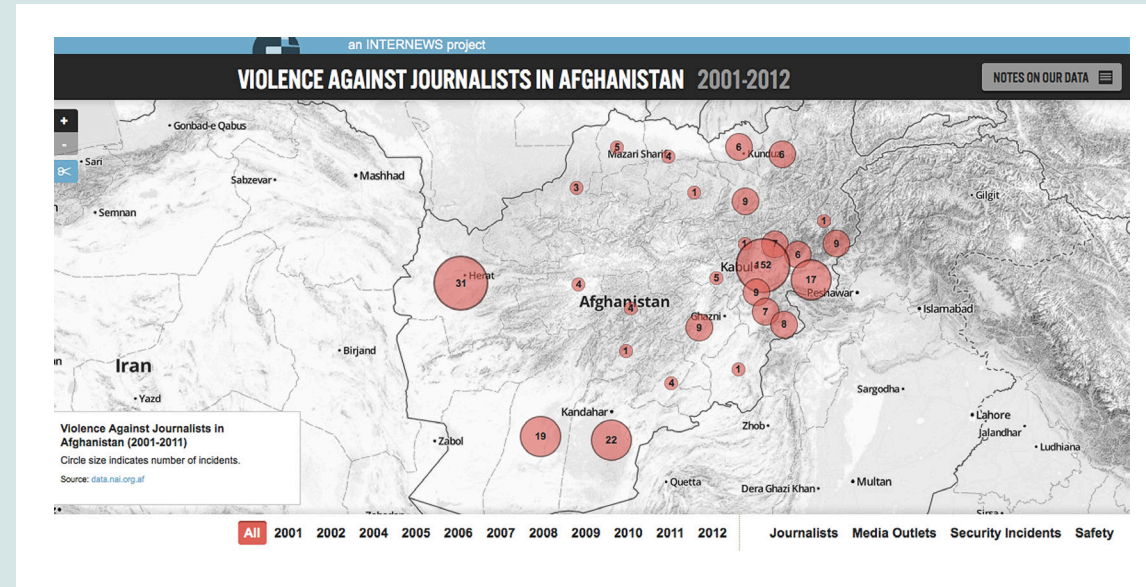 an INTERNEWS project
VIOLENCE AGAINST JOURNALISTS IN AFGHANISTAN 2001-2012
NOTES ON OUR DATA
+
-
Gonbad-e Qabus
Sari
Sabzevar
Mashhad
Semnan
5
Mazari Sharif
4
6
Kunduz
6
3
1
9
Gilgit
1
1
7
9
6
Kabul
152
Herat
31
4
5
17
Peshawar
9
Afghanistan
4
Ghazni
7
Islamabad
9
8
Birjand
1
Iran
1
4
Sargodha
Yazd
Kandahar
Lahore
Zhob
Jalandhar
19
22
Zabol
Ludhiana
Quetta
Dera Ghazi Khan
Multan
Violence Against Journalists in
Afghanistan (2001-2011)
Circle size indicates number of incidents.
Source: data.nai.org.af
All 2001 2002 2004 2005 2006 2007 2008 2009 2010 2011 2012 Journalists Media Outlets Security Incidents Safety